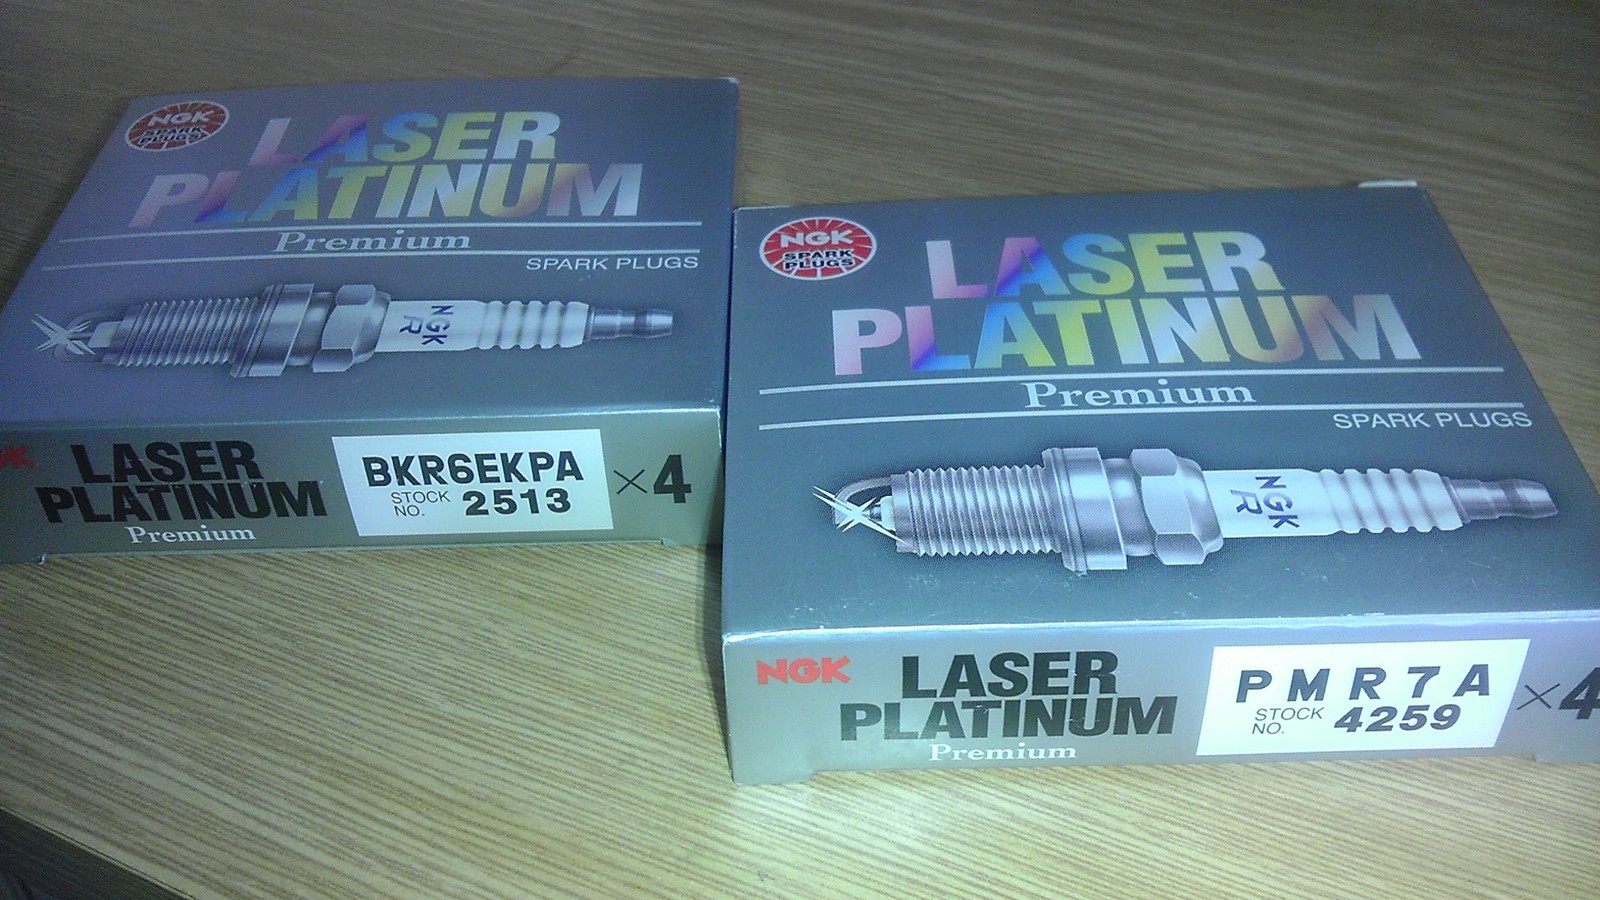 NGK
SPARK
PLUGS
LASER
PLATINUM
Premium
SPARK PLUGS
NGK
R
LASER
PLATINUM
Premium
BKR6EKPA
STOCK
NO. 2513
×4
NGK
SPARK
PLUGS
LASER
PLATINUM
Premium
SPARK PLUGS
NGK
R
NGK
LASER
PLATINUM
Premium
PMR7A
STOCK
NO. 4259
×4